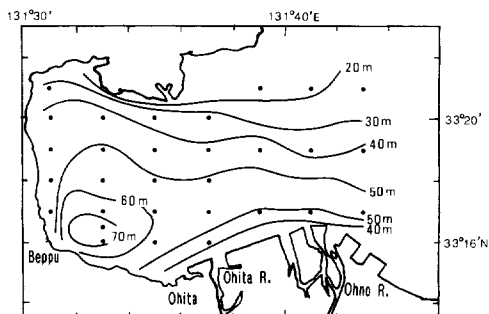 131°30'
131°40'E
20m
33°20'
30m
40m
50m
60m
50m
40m
70m
33°16'N
Beppu
Ohita R.
Ohita
Ohno R.